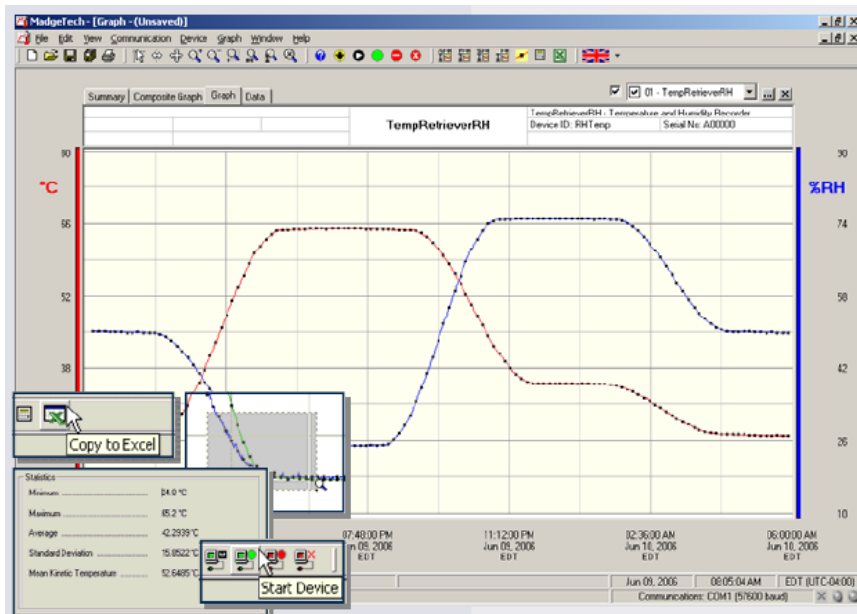 MadgeTech - [Graph - (Unsaved)]
File Edit View Communication Device Graph Window Help
Summary Composite Graph Graph Data
01 - TempRetrieverRH
TempRetrieverRH
TempRetrieverRH - Temperature and Humidity Recorder
Device ID: RHTemp Serial No: A00000
80 90
°C %RH
66 74
52 58
38 42
26
10
Copy to Excel
Statistics
Minimum
Maximum 65.2 °C
Average 42.2939°C
Standard Deviation 15.0522°C
Mean Kinetic Temperature 52.6485°C
Start Device
07:48:00 PM 11:12:00 PM 02:36:00 AM 06:00:00 AM
Jun 09, 2006 Jun 09, 2006 Jun 10, 2006 Jun 10, 2006
EDT EDT EDT EDT
Jun 09, 2006 08:05:04 AM EDT (UTC-04:00)
Communications: COM1 (57600 baud)